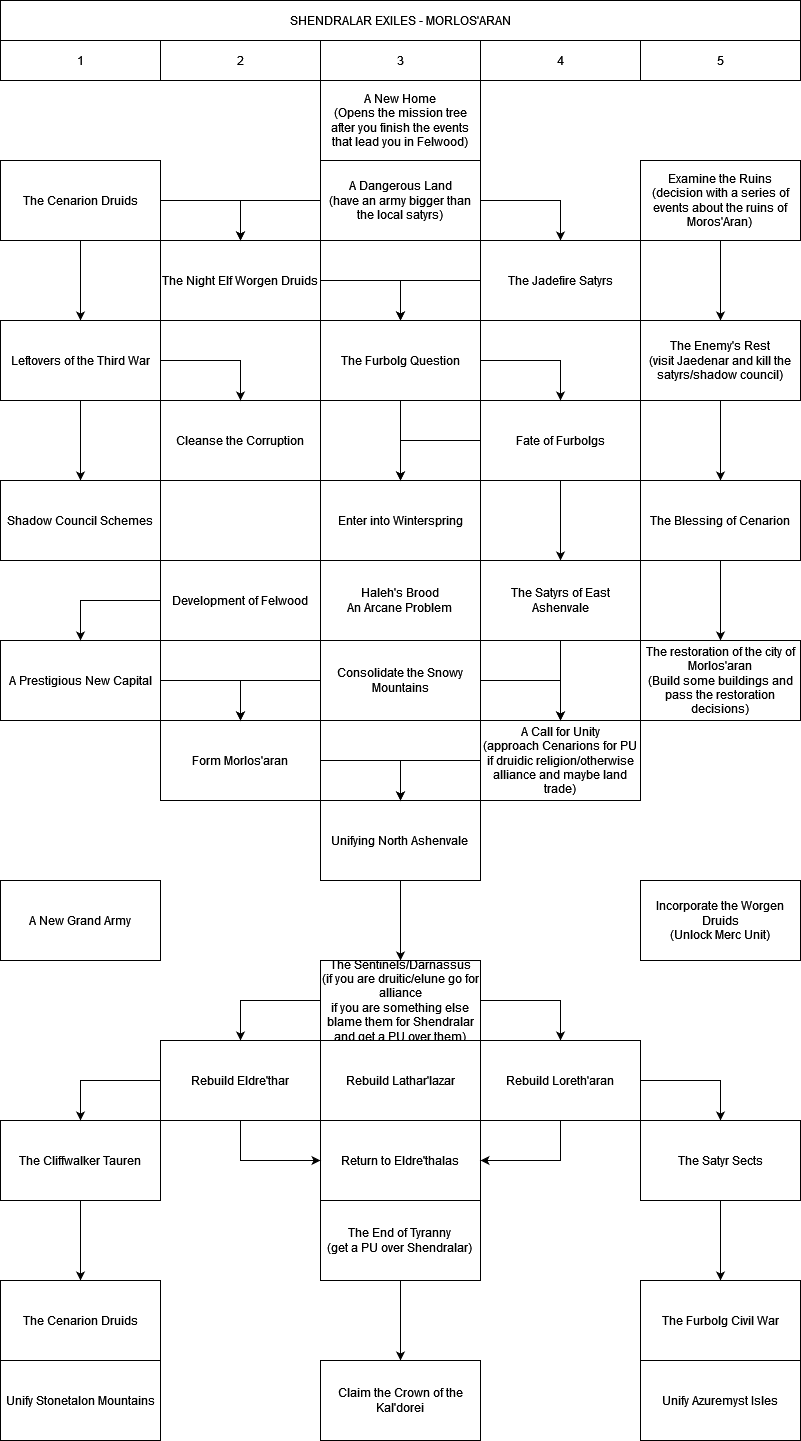 SHENDRALAR EXILES - MORLOS'ARAN
1
2
3
4
5
A New Home
(Opens the mission tree
after you finish the events
that lead you in Felwood)
The Cenarion Druids
A Dangerous Land
(have an army bigger than
the local satyrs)
Examine the Ruins
(decision with a series of
events about the ruins of
Moros'Aran)
The Night Elf Worgen Druids
The Jadefire Satyrs
Leftovers of the Third War
The Furbolg Question
The Enemy's Rest
(visit Jaedenar and kill the
satyrs/shadow council)
Cleanse the Corruption
Fate of Furbolgs
Shadow Council Schemes
Enter into Winterspring
The Blessing of Cenarion
Development of Felwood
Haleh's Brood
An Arcane Problem
The Satyrs of East
Ashenvale
A Prestigious New Capital
Consolidate the Snowy
Mountains
The restoration of the city of
Morlos'aran
(Build some buildings and
pass the restoration
decisions)
Form Morlos'aran
A Call for Unity
(approach Cenarions for PU
if druidic religion/otherwise
alliance and maybe land
trade)
Unifying North Ashenvale
A New Grand Army
Incorporate the Worgen
Druids
(Unlock Merc Unit)
The Sentinels/Darnassus
(if you are druitic/elune go for
alliance
if you are something else
blame them for Shendralar
and get a PU over them)
Rebuild Eldre'thar
Rebuild Lathar'lazar
Rebuild Loreth'aran
The Cliffwalker Tauren
Return to Eldre'thalas
The Satyr Sects
The End of Tyranny
(get a PU over Shendralar)
The Cenarion Druids
The Furbolg Civil War
Unify Stonetalon Mountains
Claim the Crown of the
Kal'dorei
Unify Azuremyst Isles